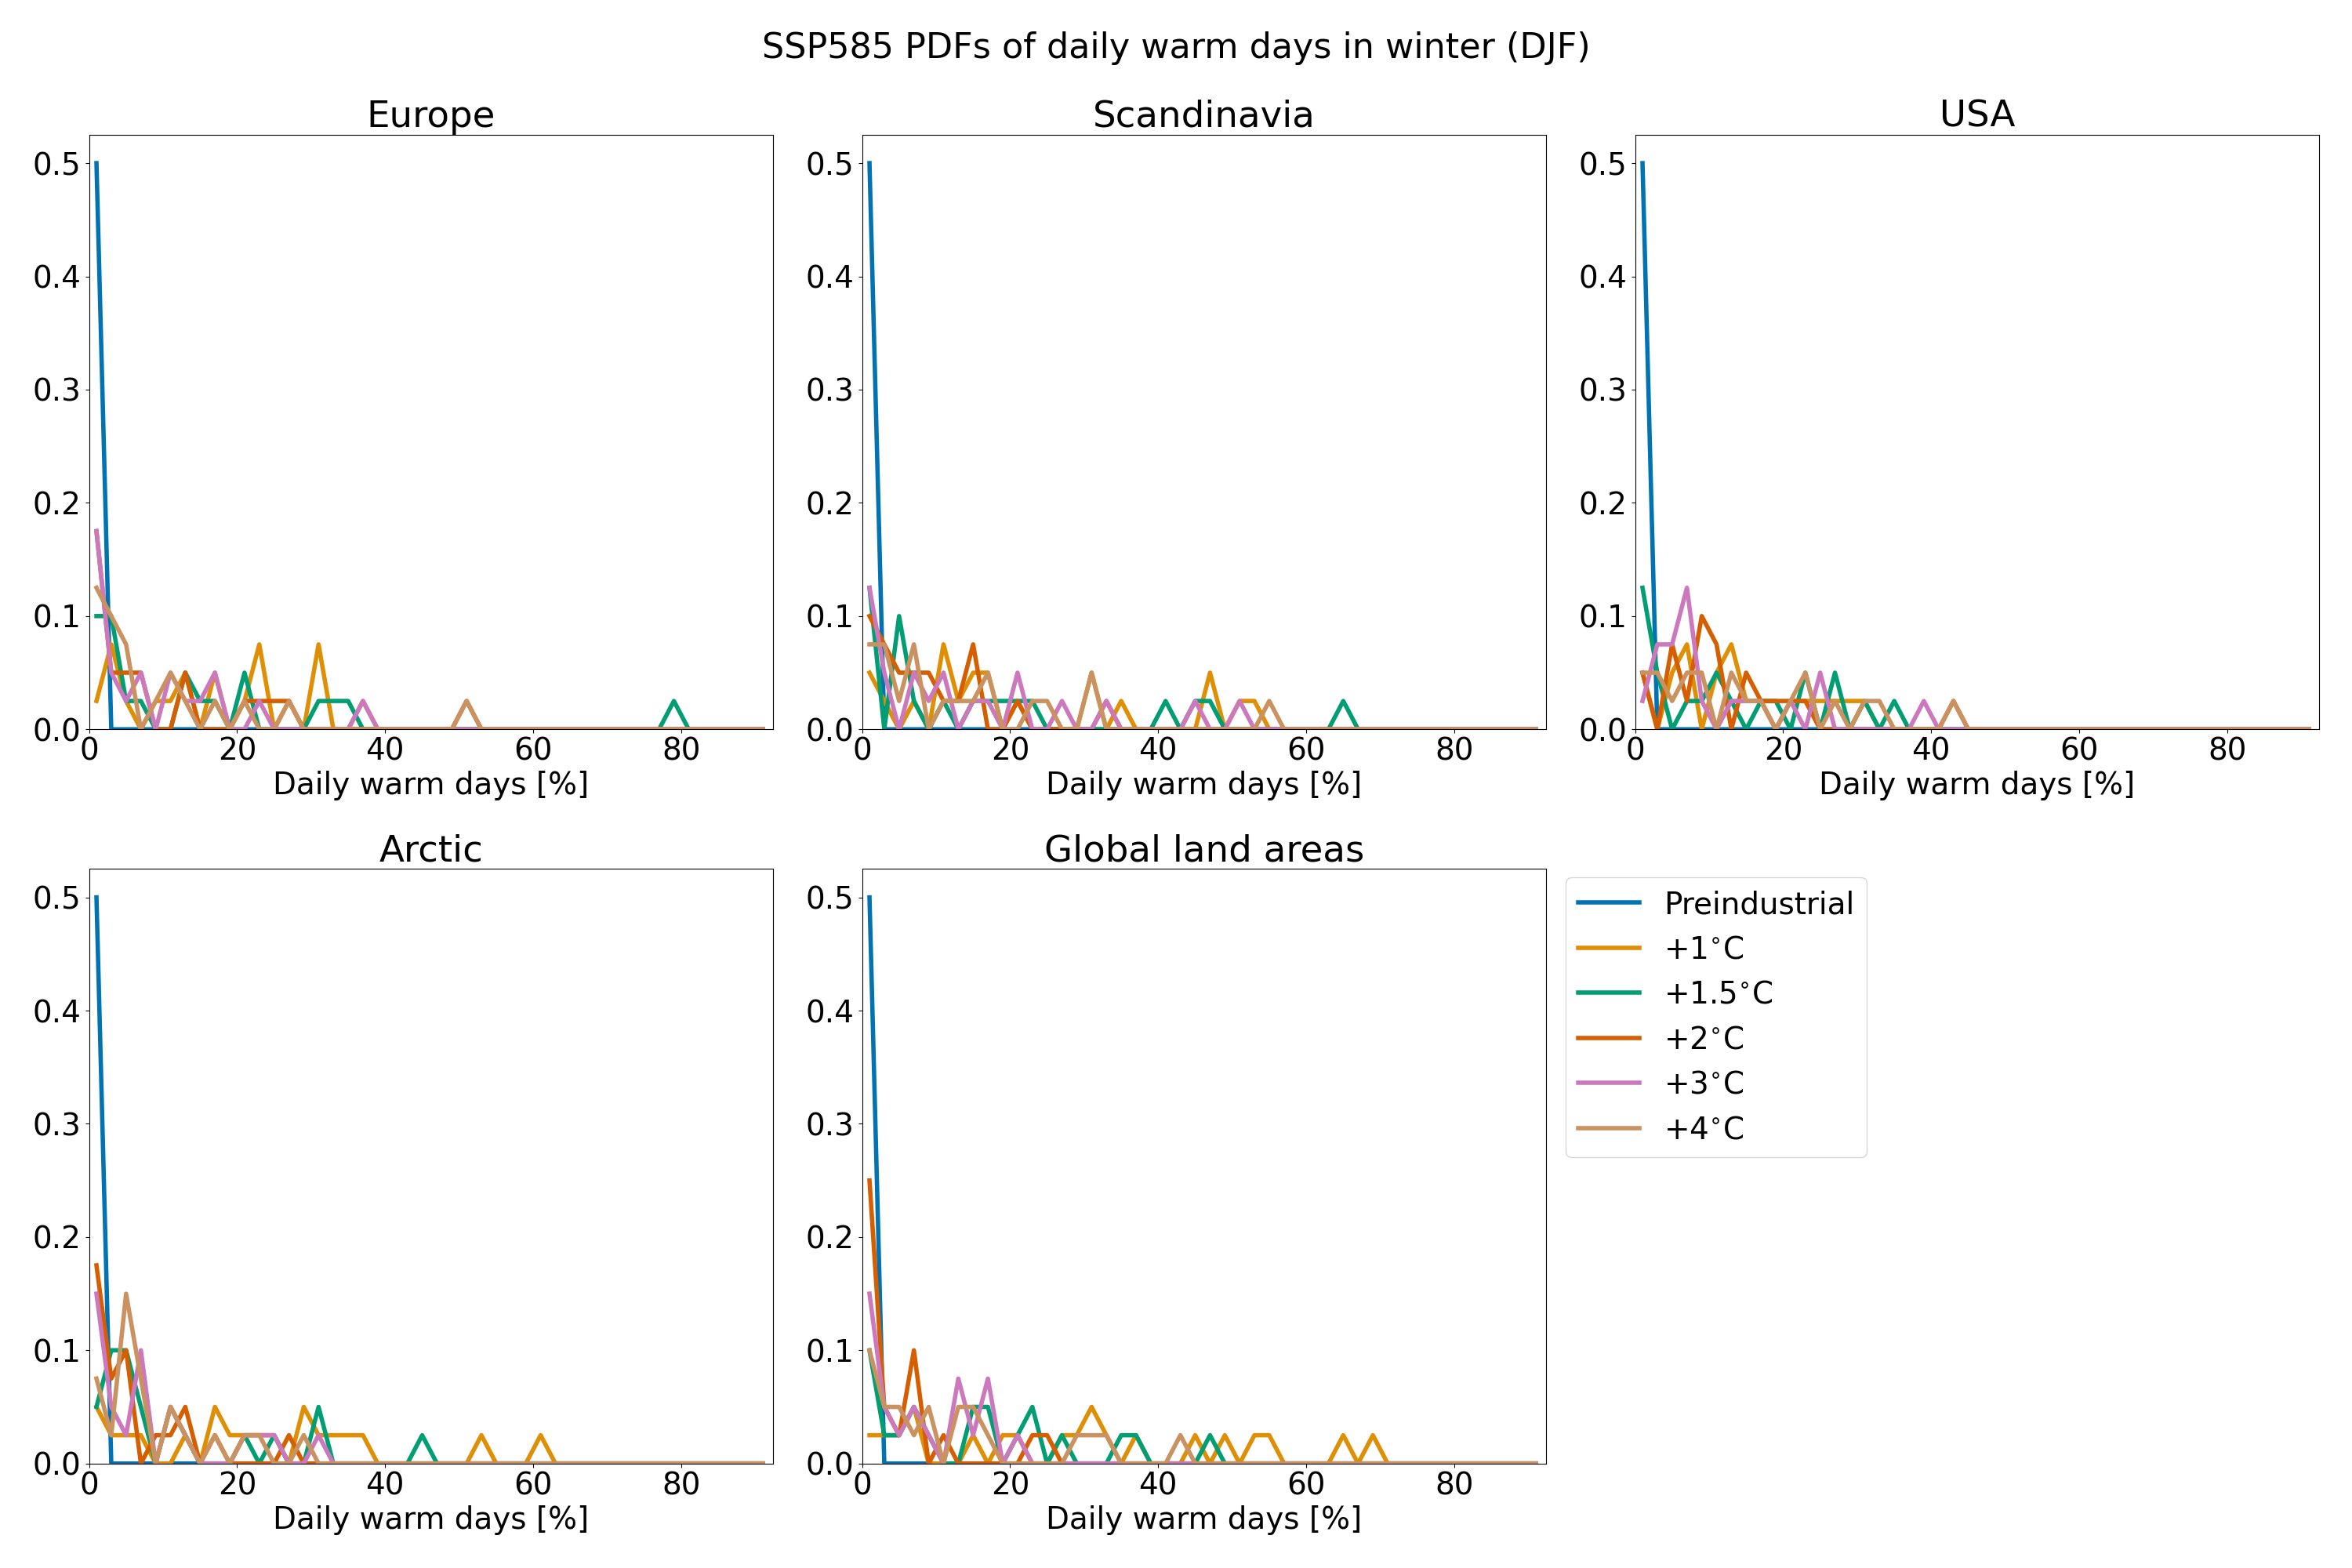 SSP585 PDFs of daily warm days in winter (DJF)
Europe
0.5
0.4
0.3
0.2
0.1
0.0
0 20 40 60 80
Daily warm days [%]
Scandinavia
0.5
0.4
0.3
0.2
0.1
0.0
0 20 40 60 80
Daily warm days [%]
USA
0.5
0.4
0.3
0.2
0.1
0.0
0 20 40 60 80
Daily warm days [%]
Arctic
0.5
0.4
0.3
0.2
0.1
0.0
0 20 40 60 80
Daily warm days [%]
Global land areas
0.5
0.4
0.3
0.2
0.1
0.0
0 20 40 60 80
Daily warm days [%]
Preindustrial
+1°C
+1.5°C
+2°C
+3°C
+4°C